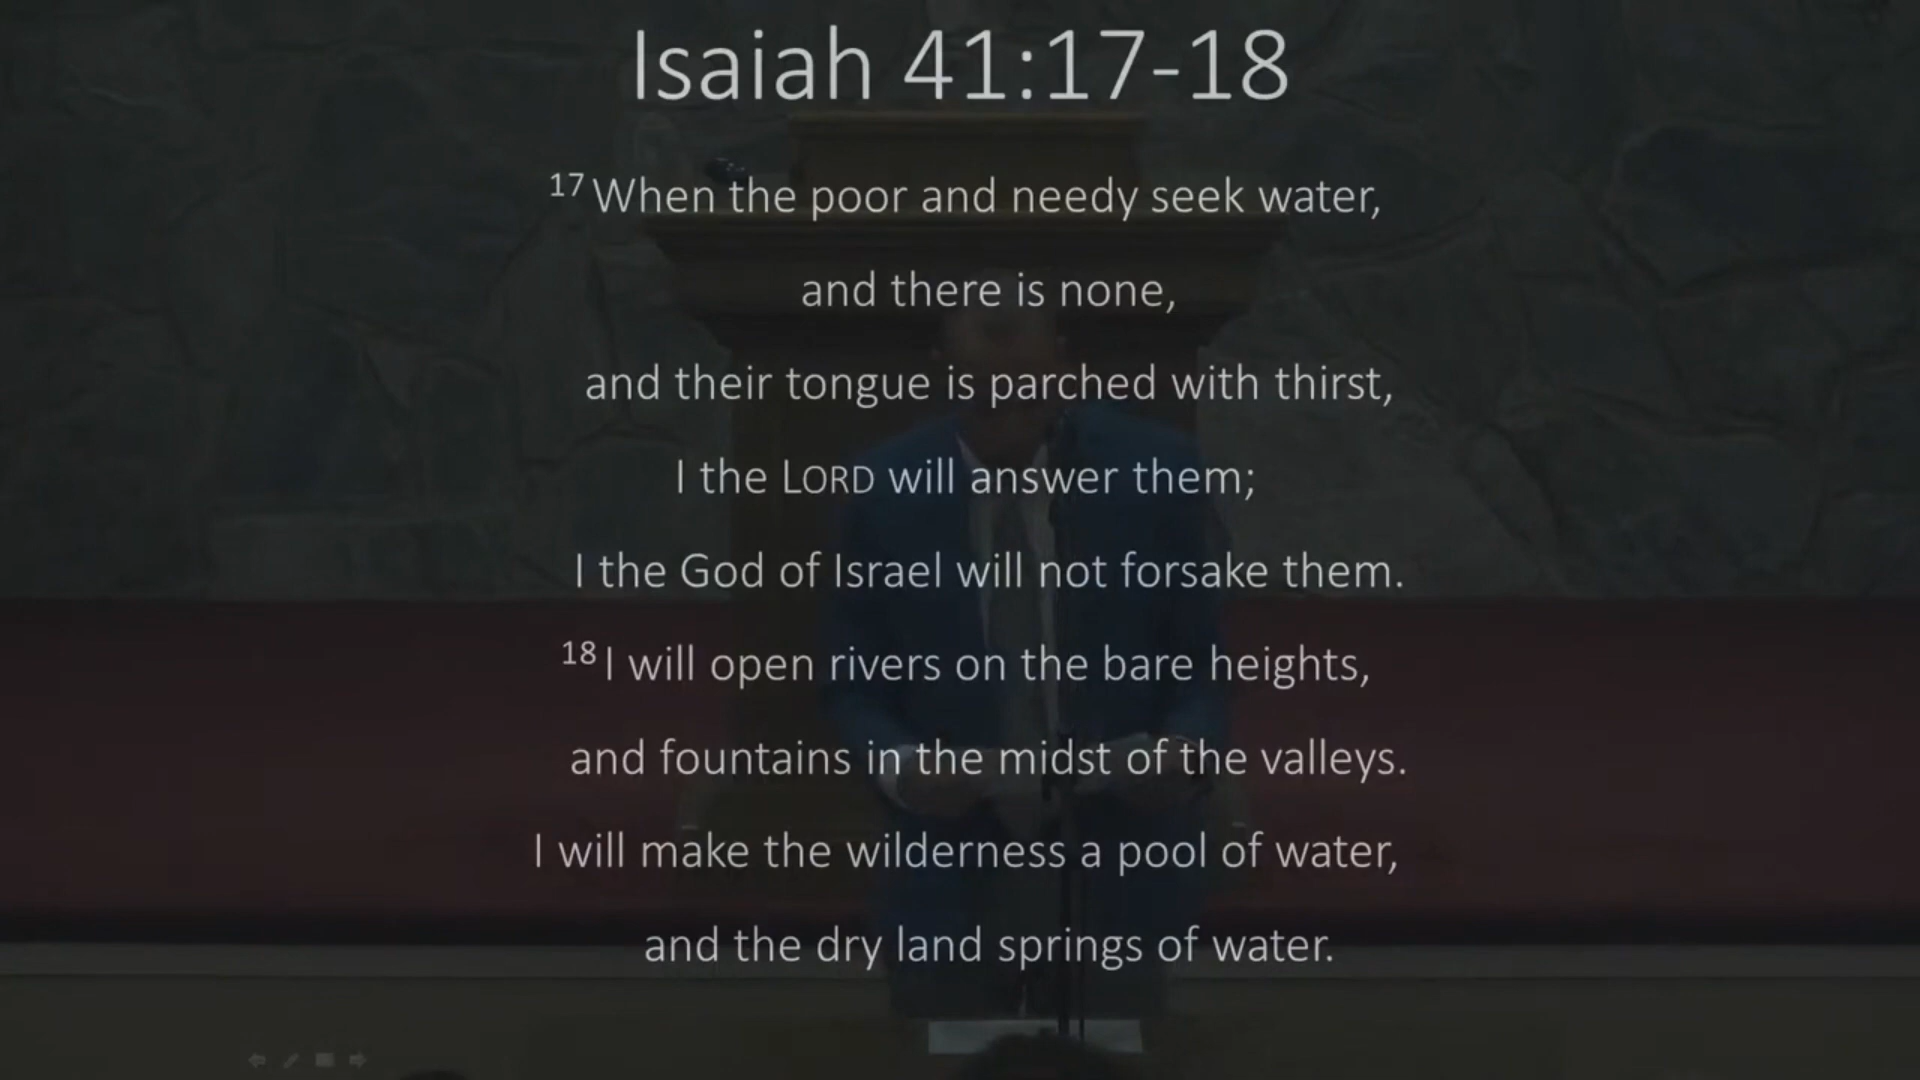 Isaiah 41:17-18
17 When the poor and needy seek water,
and there is none,
and their tongue is parched with thirst,
I the LORD will answer them;
I the God of Israel will not forsake them.
18 I will open rivers on the bare heights,
and fountains in the midst of the valleys.
I will make the wilderness a pool of water,
and the dry land springs of water.